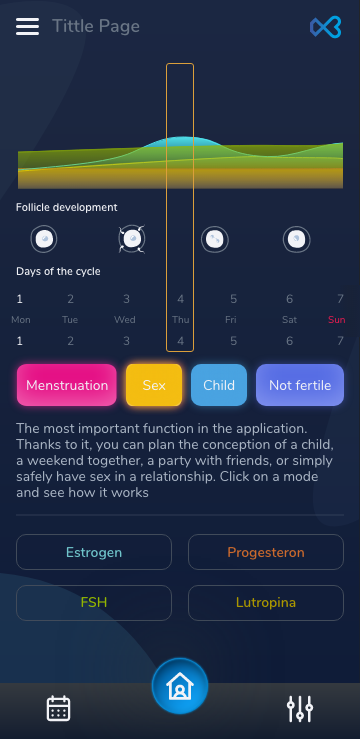 Tittle Page
Follicle development
Days of the cycle
1 2 3 4 5 6 7
Mon Tue Wed Thu Fri Sat Sun
1 2 3 4 5 6 7
Menstruation Sex Child Not fertile
The most important function in the application.
Thanks to it, you can plan the conception of a child,
a weekend together, a party with friends, or simply
safely have sex in a relationship. Click on a mode
and see how it works
Estrogen Progesteron
FSH Lutropina